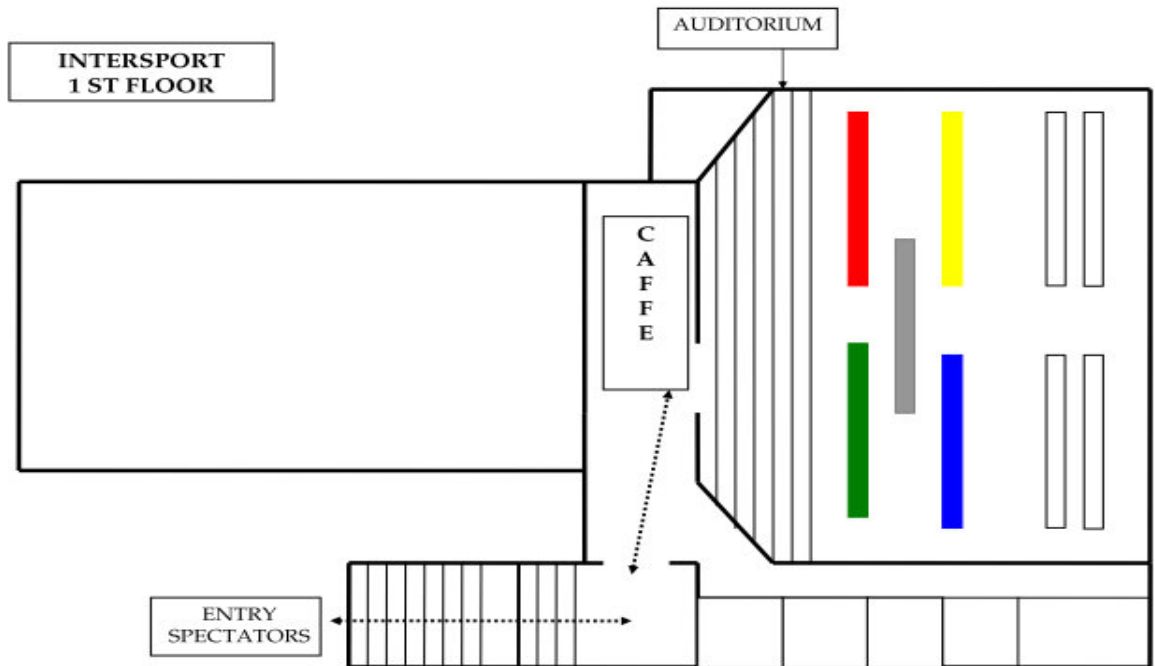 AUDITORIUM
INTERSPORT
1 ST FLOOR
C
A
F
F
E
ENTRY
SPECTATORS